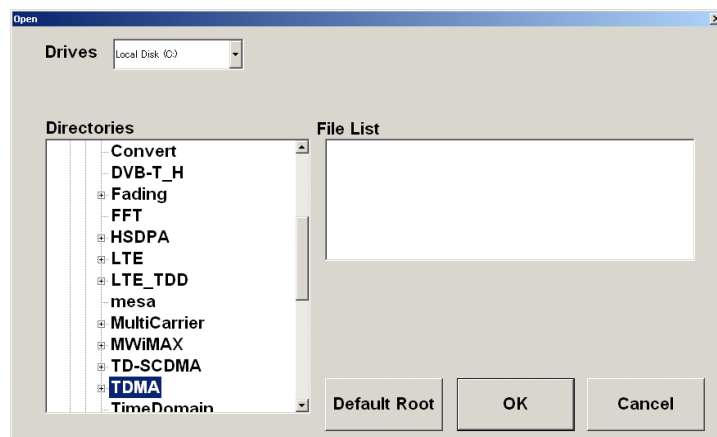 Open
Drives
Local Disk (C:)
Directories
File List
Convert
DVB-T_H
Fading
FFT
HSDPA
LTE
LTE_TDD
mesa
MultiCarrier
MWiMAX
TD-SCDMA
TDMA
TimeDomain
Default Root
OK
Cancel